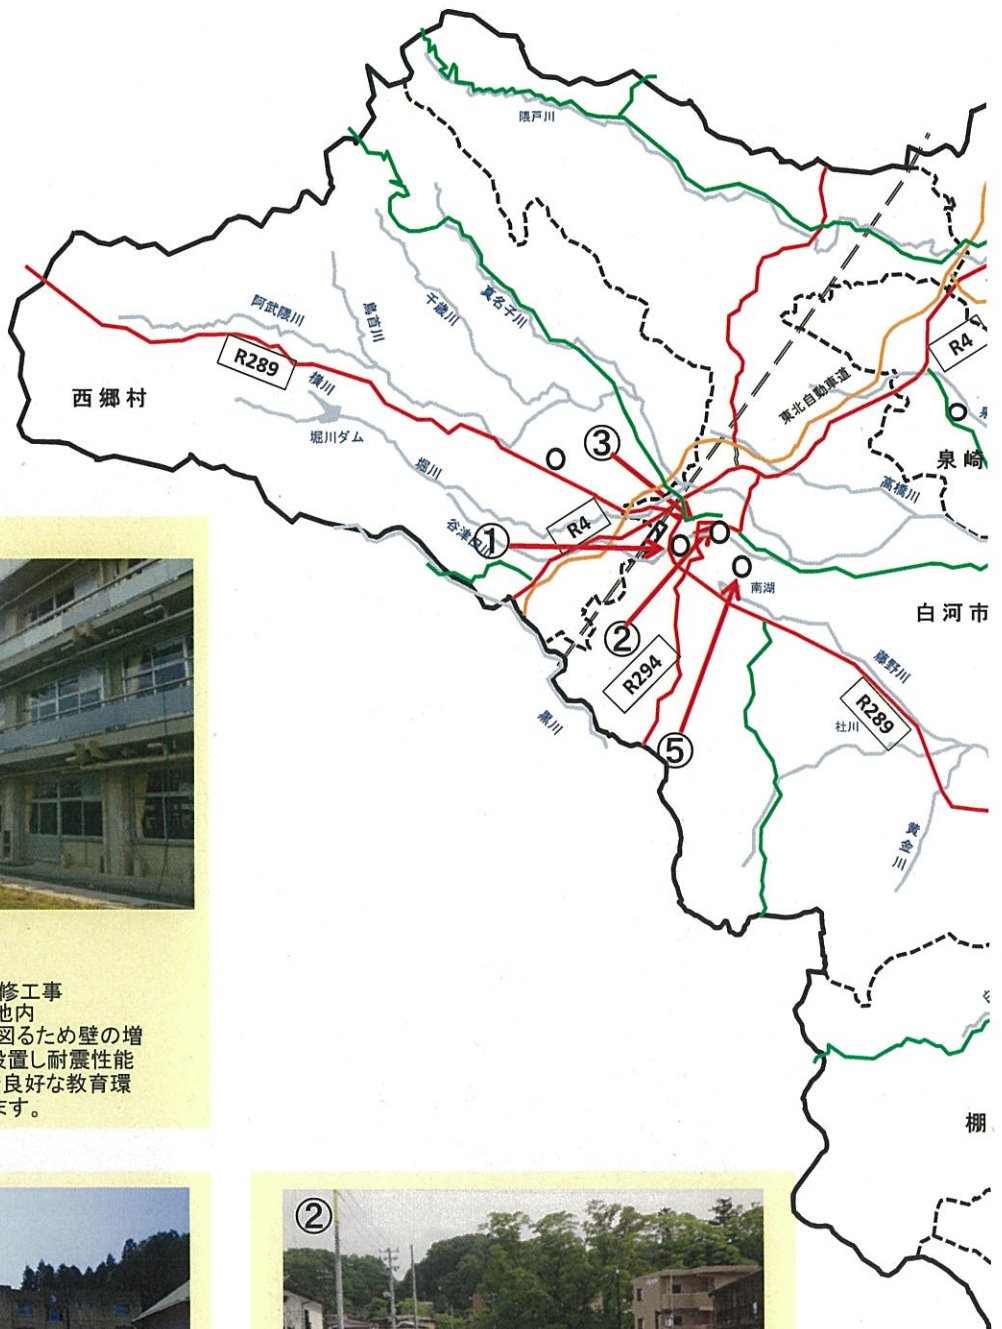 隈戸川
真名子川
千歳川
鳥首川
阿武隈川
R289
横川
西郷村
堀川ダム
堀川
東北自動車道
R4
泉崎
高橋川
③
R4
①
南湖
白河市
②
R294
藤野川
R289
社川
黒川
⑤
黄金川
修工事
地内
図るため壁の増
設置し耐震性能
良好な教育環
ます。
棚
②